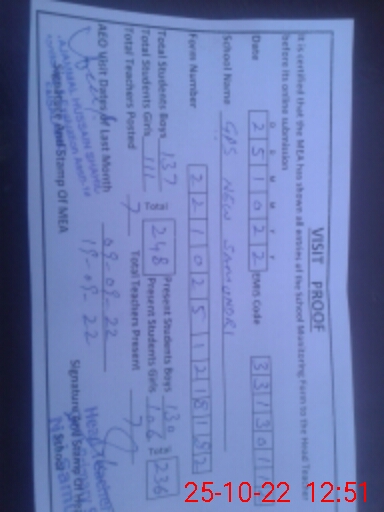 VISIT PROOF
It is certified that the MEA has shown all entries of the School Monitoring Form to the Head Teacher
before its online submission
D D M M Y Y
Date 2 5 1 0 2 2 EMIS Code 3 3 1 3 0
School Name GPS NEW SAMUNDRI
Form Number 2 2 1 0 2 5 1 2 1 8 1 5 2
Total Students Boys 137 Total 248 Present Students Boys 130 236
Total Students Girls 111 Present Students Girls 106
Total Teachers Posted 7 Total Teachers Present 7
AEO Visit Dates of Last Month 09-09-22
19-09-22
And Stamp Of MEA Signature And Stamp Of
School
25-10-22 12:51